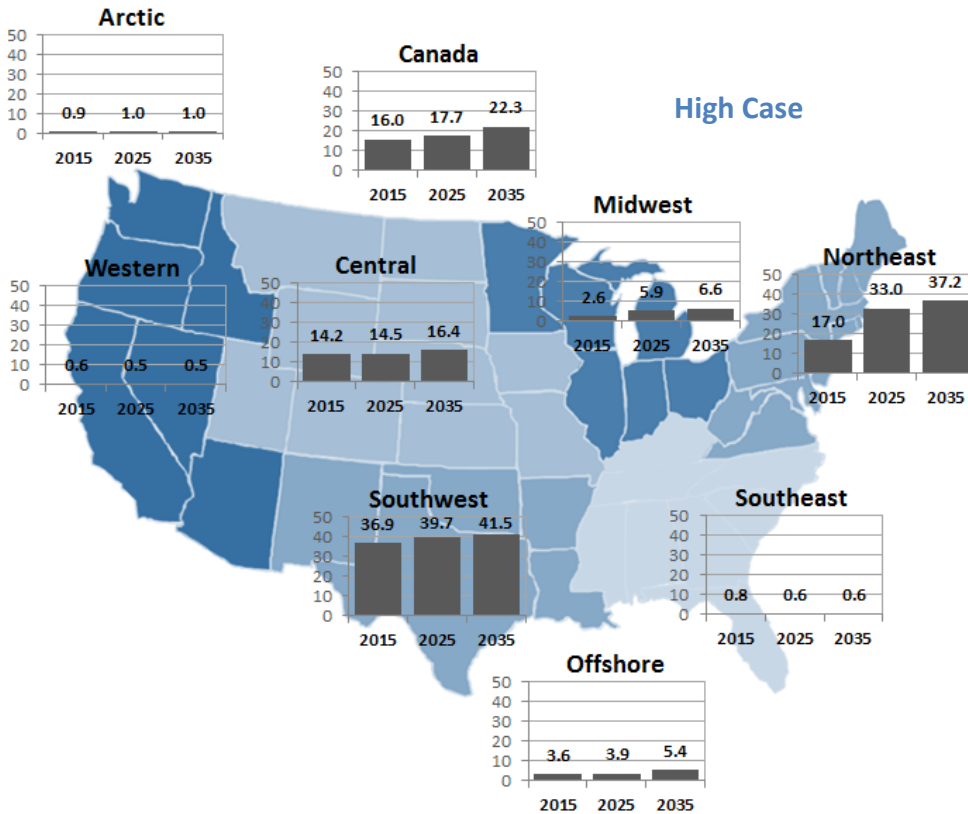 Arctic
50
40
30
20
10
0
0.9 1.0 1.0
2015 2025 2035
Canada
50
40
30
20
10
0
16.0 17.7 22.3
2015 2025 2035
High Case
Midwest
50
40
30
20
10
0
2.6 5.9 6.6
2015 2025 2035
Northeast
50
40
30
20
10
0
17.0 33.0 37.2
2015 2025 2035
Western
50
40
30
20
10
0
0.6 0.5 0.5
2015 2025 2035
Central
50
40
30
20
10
0
14.2 14.5 16.4
2015 2025 2035
Southwest
50
40
30
20
10
0
36.9 39.7 41.5
2015 2025 2035
Southeast
50
40
30
20
10
0
0.8 0.6 0.6
2015 2025 2035
Offshore
50
40
30
20
10
0
3.6 3.9 5.4
2015 2025 2035